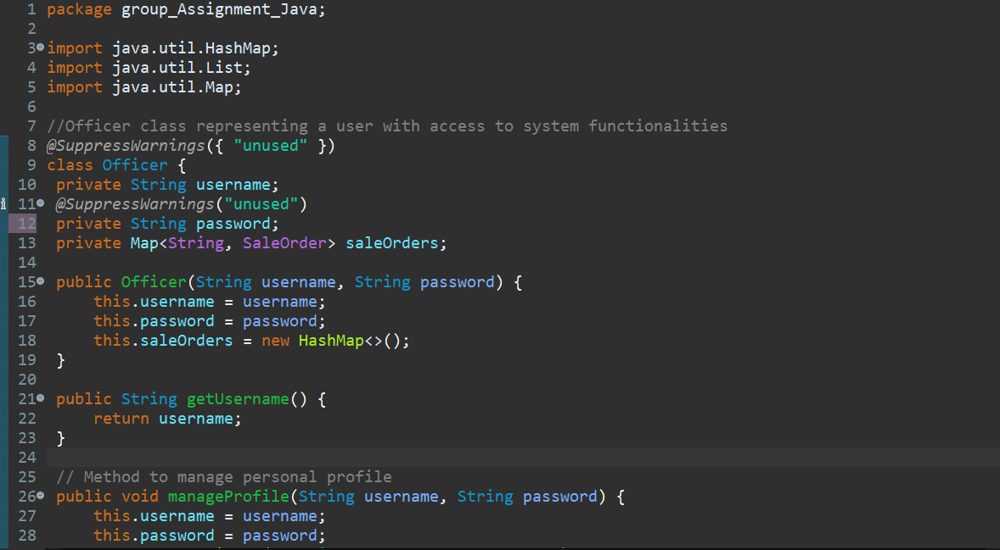 1 package group_Assignment_Java;
2
3 import java.util.HashMap;
4 import java.util.List;
5 import java.util.Map;
6
7 //Officer class representing a user with access to system functionalities
8 @SuppressWarnings({ "unused" })
9 class Officer {
10 private String username;
11 @SuppressWarnings("unused")
12 private String password;
13 private Map<String, SaleOrder> saleOrders;
14
15 public Officer(String username, String password) {
16 this.username = username;
17 this.password = password;
18 this.saleOrders = new HashMap<>();
19 }
20
21 public String getUsername() {
22 return username;
23 }
24
25 // Method to manage personal profile
26 public void manageProfile(String username, String password) {
27 this.username = username;
28 this.password = password;